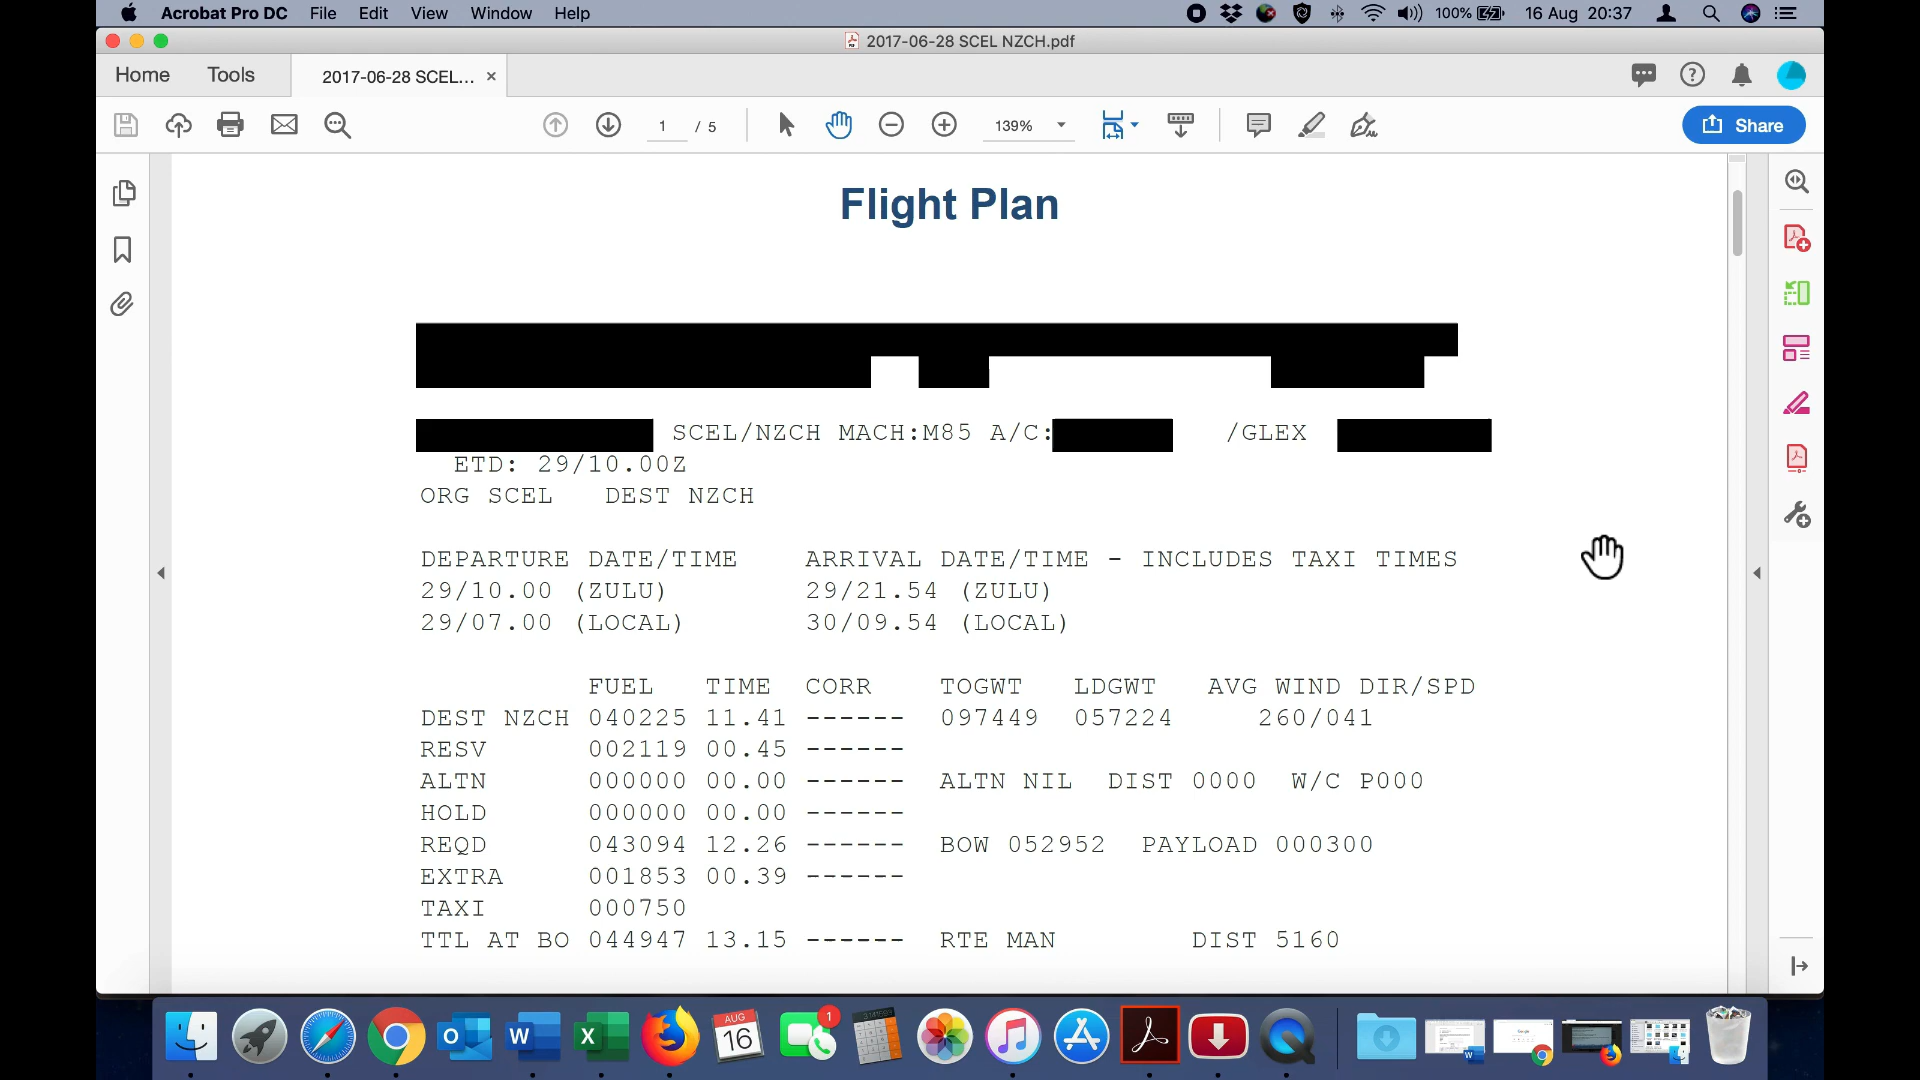 Acrobat Pro DC File Edit View Window Help 100% 16 Aug 20:37
2017-06-28 SCEL NZCH.pdf
Home Tools 2017-06-28 SCEL... ×
1 / 5 139% Share
Flight Plan
SCEL/NZCH MACH:M85 A/C: /GLEX
ETD: 29/10.00Z
ORG SCEL DEST NZCH
DEPARTURE DATE/TIME ARRIVAL DATE/TIME - INCLUDES TAXI TIMES
29/10.00 (ZULU) 29/21.54 (ZULU)
29/07.00 (LOCAL) 30/09.54 (LOCAL)
FUEL TIME CORR TOGWT LDGWT AVG WIND DIR/SPD
DEST NZCH 040225 11.41 ------ 097449 057224 260/041
RESV 002119 00.45 ------
ALTN 000000 00.00 ------ ALTN NIL DIST 0000 W/C P000
HOLD 000000 00.00 ------
REQD 043094 12.26 ------ BOW 052952 PAYLOAD 000300
EXTRA 001853 00.39 ------
TAXI 000750
TTL AT BO 044947 13.15 ------ RTE MAN DIST 5160
AUG
16
1